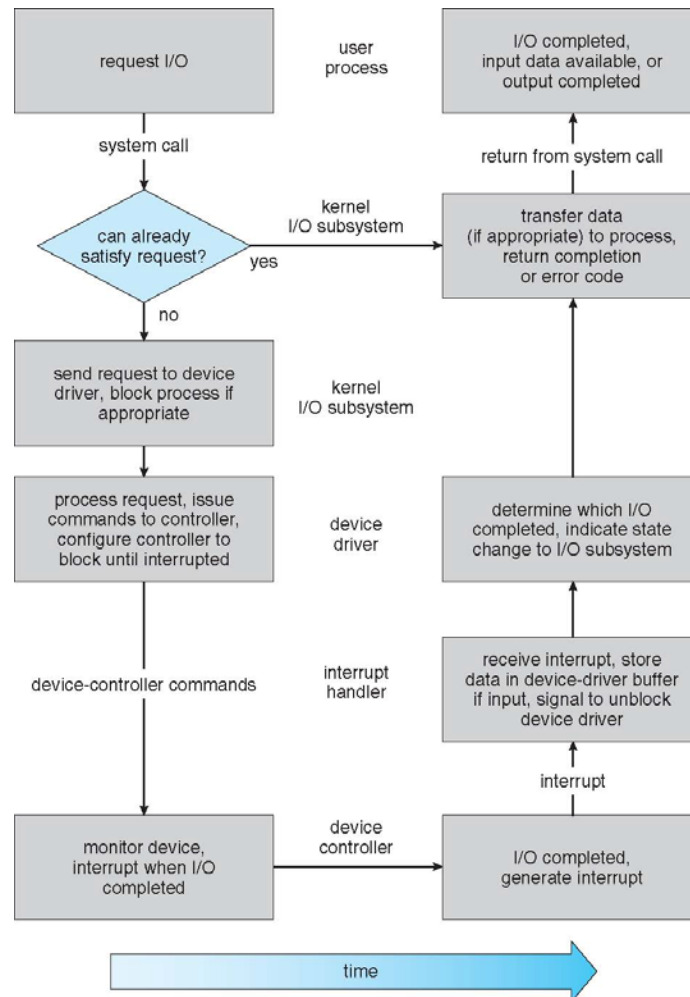 request I/O
user
process
I/O completed,
input data available, or
output completed
system call
return from system call
can already
satisfy request?
yes
no
kernel
I/O subsystem
transfer data
(if appropriate) to process,
return completion
or error code
send request to device
driver, block process if
appropriate
kernel
I/O subsystem
process request, issue
commands to controller,
configure controller to
block until interrupted
device
driver
determine which I/O
completed, indicate state
change to I/O subsystem
device-controller commands
interrupt
handler
receive interrupt, store
data in device-driver buffer
if input, signal to unblock
device driver
interrupt
monitor device,
interrupt when I/O
completed
device
controller
I/O completed,
generate interrupt
time